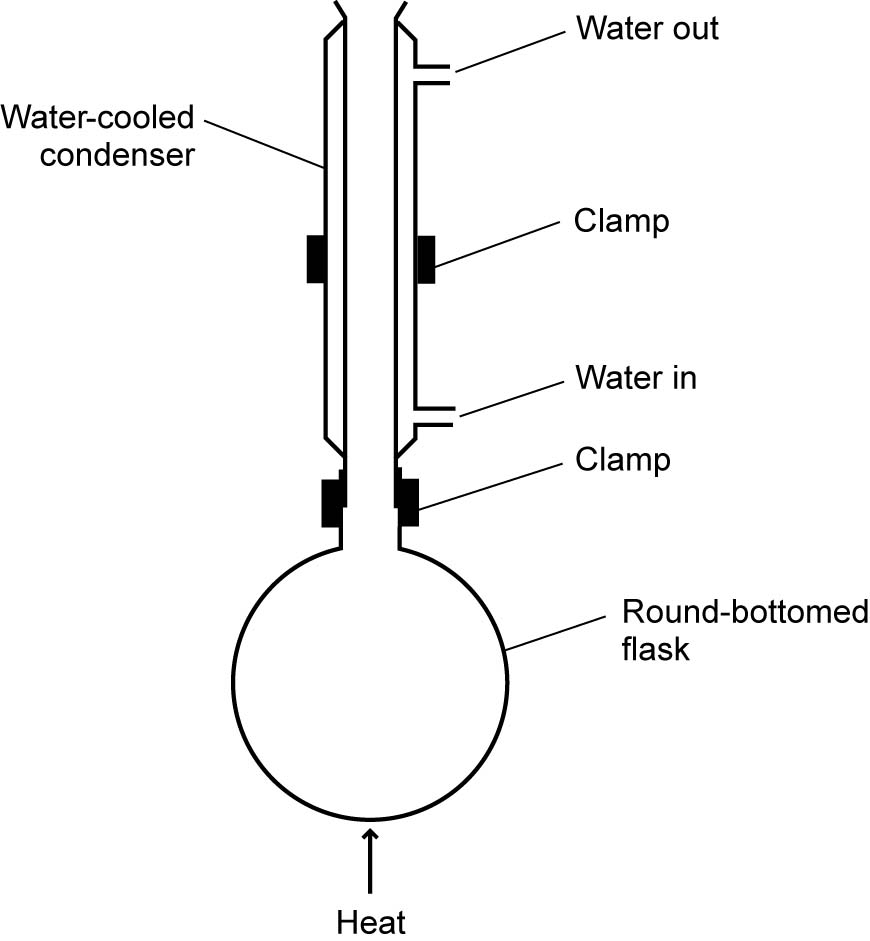 Water out
Water-cooled
condenser
Clamp
Water in
Clamp
Round-bottomed
flask
Heat